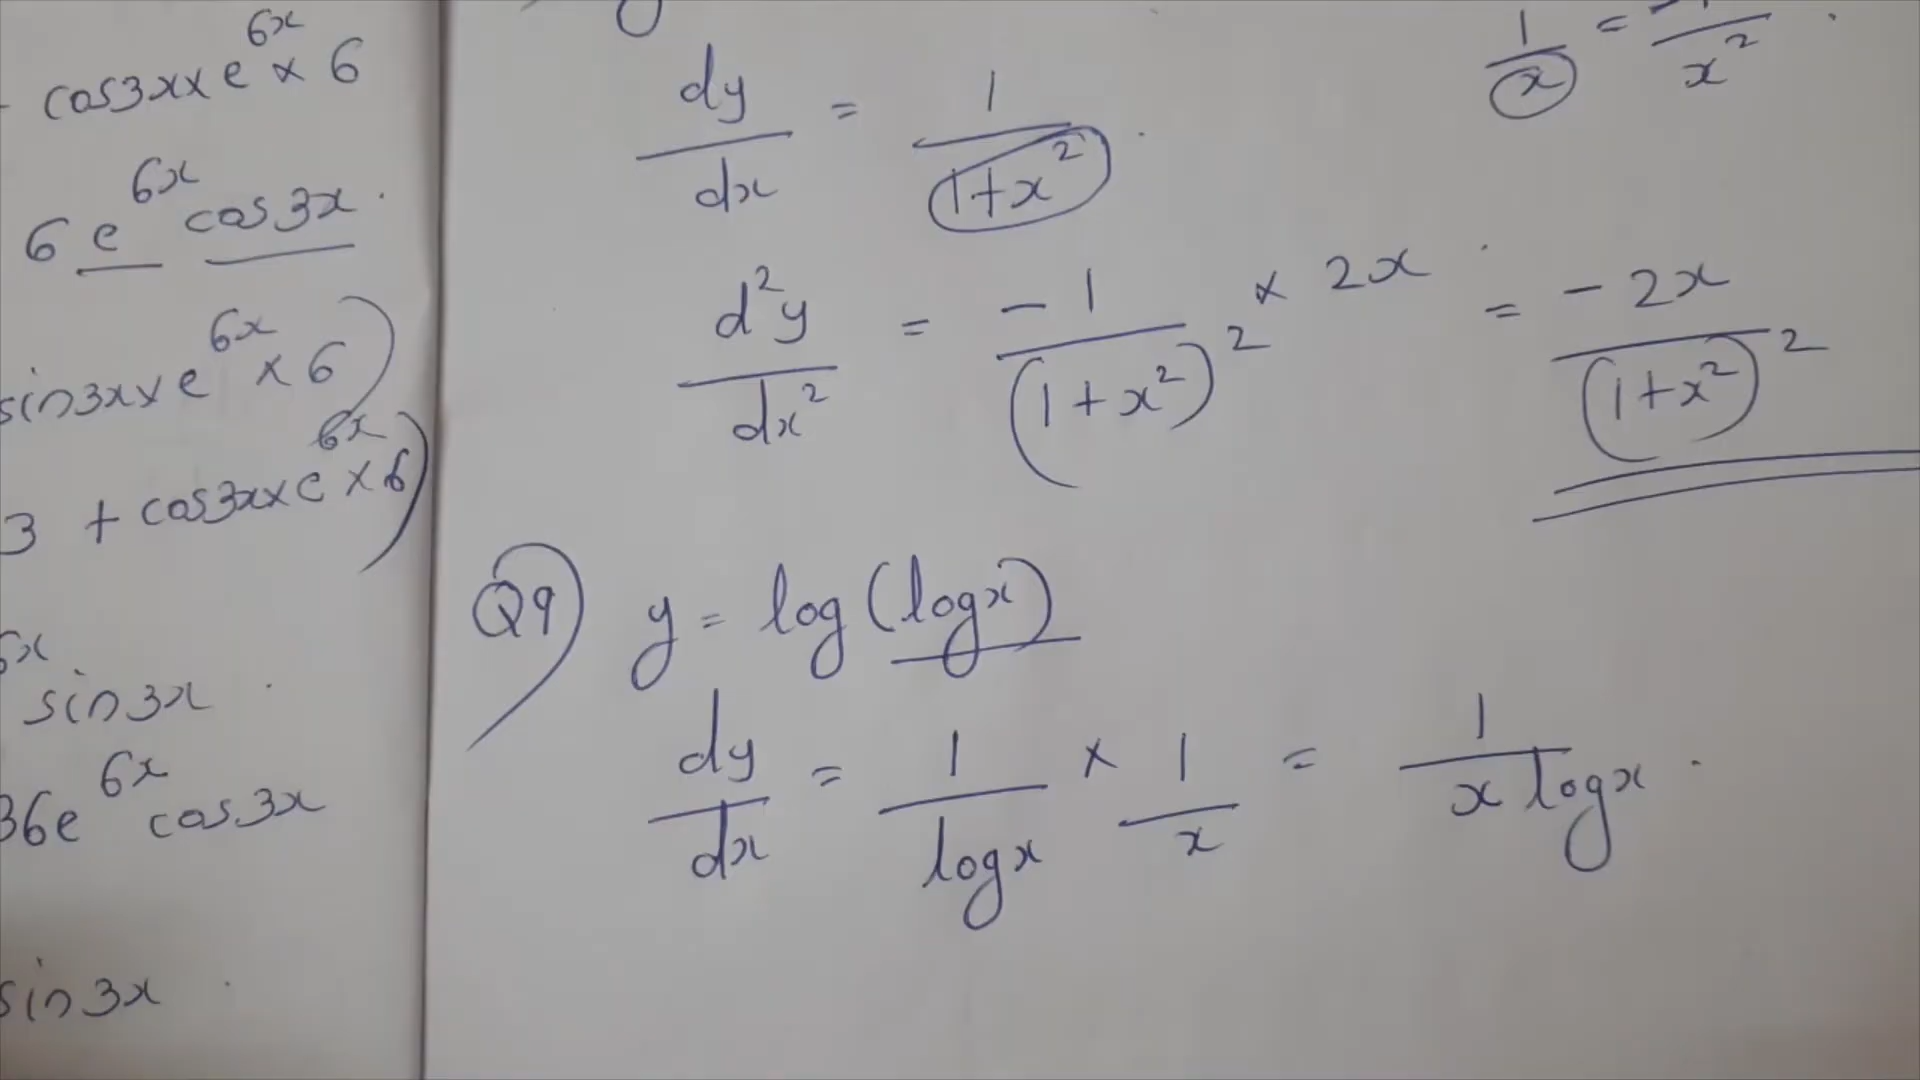 cos3x × e^6x × 6
6 e^6x cos3x.
sin3x × e^6x × 6)
3 + cos3x × e^6x × 6)
6x
sin3x.
36e^6x cos3x
sin3x.
1/x = -1/x^2.
dy/dx = 1/(1+x^2).
d^2y/dx^2 = -1/(1+x^2)^2 × 2x = -2x/(1+x^2)^2
Q9) y = log(logx)
dy/dx = 1/logx × 1/x = 1/(x logx).